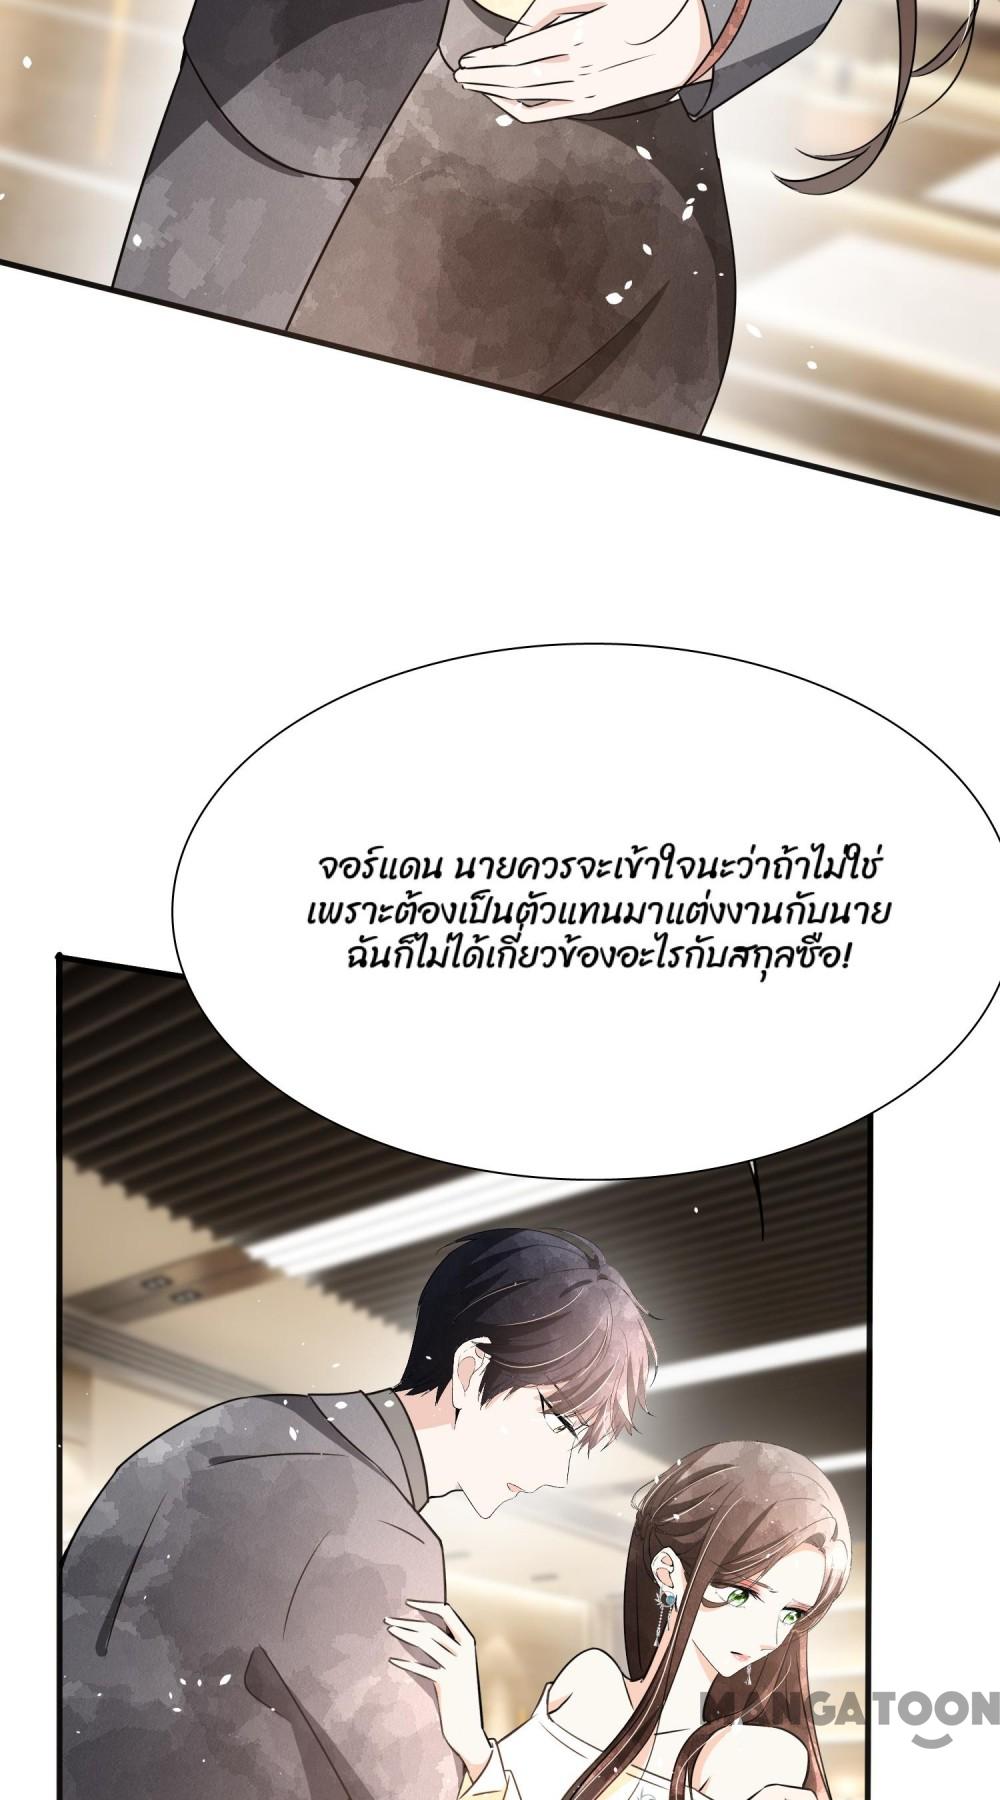 จอร์แดน นายควรจะเข้าใจนะว่าถ้าไม่ใช่
เพราะต้องเป็นตัวแทนมาแต่งงานกับนาย
ฉันก็ไม่ได้เกี่ยวข้องอะไรกับสกุลซือ!
MANGATOON